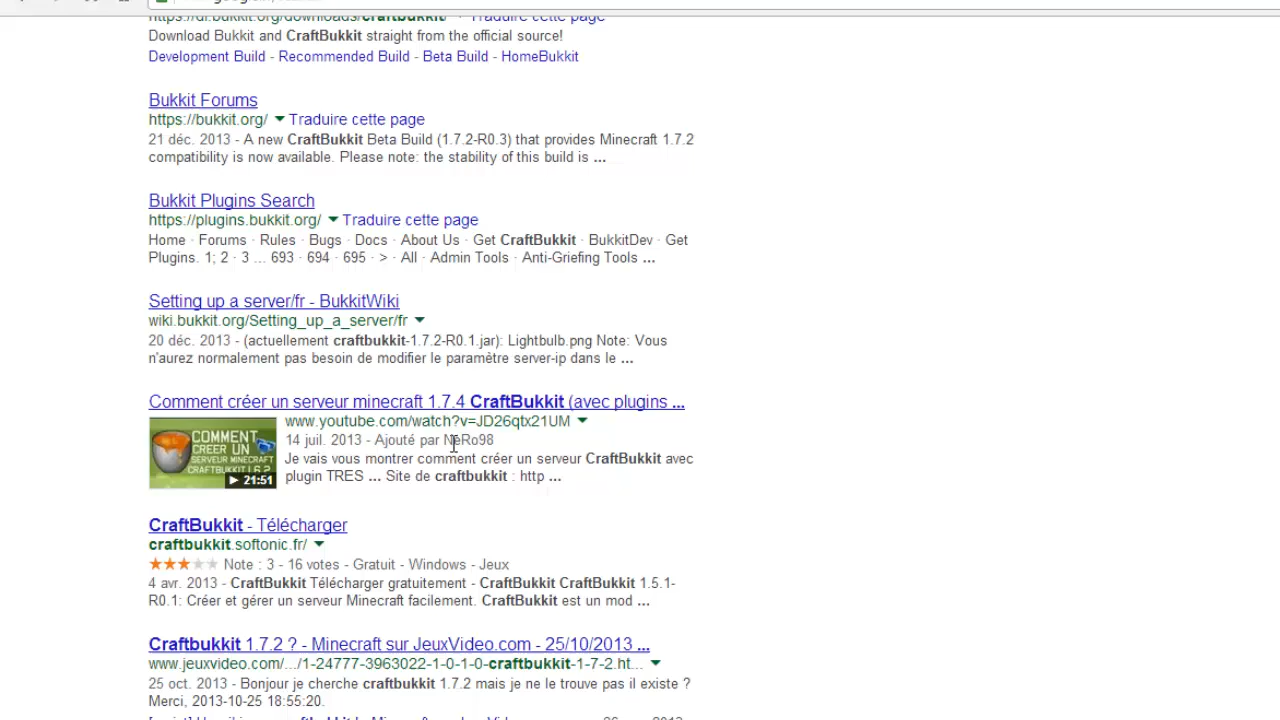 https://dl.bukkit.org/downloads/craftbukkit/ Traduire cette page
Download Bukkit and CraftBukkit straight from the official source!
Development Build - Recommended Build - Beta Build - HomeBukkit
Bukkit Forums
https://bukkit.org/ Traduire cette page
21 déc. 2013 - A new CraftBukkit Beta Build (1.7.2-R0.3) that provides Minecraft 1.7.2
compatibility is now available. Please note: the stability of this build is ...
Bukkit Plugins Search
https://plugins.bukkit.org/ Traduire cette page
Home · Forums · Rules · Bugs · Docs · About Us · Get CraftBukkit · BukkitDev · Get
Plugins. 1; 2 · 3 ... 693 · 694 · 695 · > · All · Admin Tools · Anti-Griefing Tools ...
Setting up a server/fr - BukkitWiki
wiki.bukkit.org/Setting_up_a_server/fr
20 déc. 2013 - (actuellement craftbukkit-1.7.2-R0.1.jar): Lightbulb.png Note: Vous
n'aurez normalement pas besoin de modifier le paramètre server-ip dans le ...
Comment créer un serveur minecraft 1.7.4 CraftBukkit (avec plugins ...
www.youtube.com/watch?v=JD26qtx21UM
14 juil. 2013 - Ajouté par NeRo98
Je vais vous montrer comment créer un serveur CraftBukkit avec
plugin TRES ... Site de craftbukkit : http ...
COMMENT
CREER UN
SERVEUR MINECRAFT
CRAFTBUKKIT 1.6.2
21:51
CraftBukkit - Télécharger
craftbukkit.softonic.fr/
Note : 3 - 16 votes - Gratuit - Windows - Jeux
4 avr. 2013 - CraftBukkit Télécharger gratuitement - CraftBukkit CraftBukkit 1.5.1-
R0.1: Créer et gérer un serveur Minecraft facilement. CraftBukkit est un mod ...
Craftbukkit 1.7.2 ? - Minecraft sur JeuxVideo.com - 25/10/2013 ...
www.jeuxvideo.com/.../1-24777-3963022-1-0-1-0-craftbukkit-1-7-2.ht...
25 oct. 2013 - Bonjour je cherche craftbukkit 1.7.2 mais je ne le trouve pas il existe ?
Merci, 2013-10-25 18:55:20.